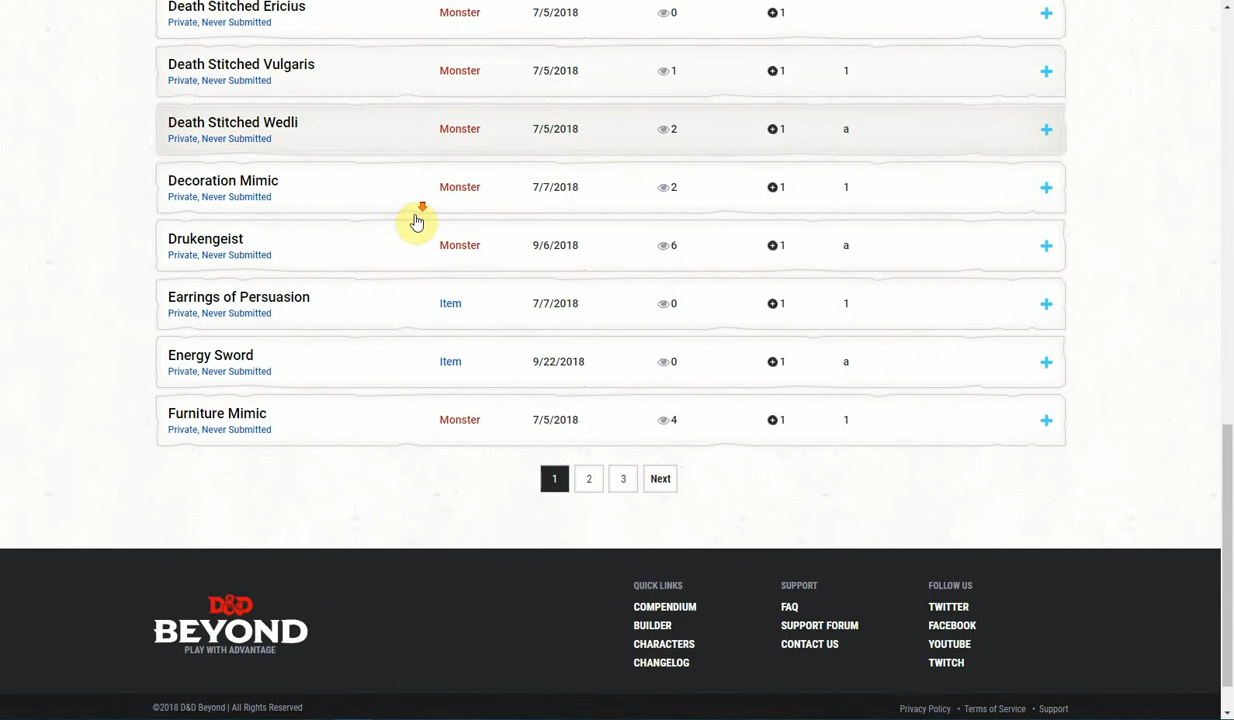 Death Stitched Ericius Monster 7/5/2018 0 1
Private, Never Submitted
Death Stitched Vulgaris Monster 7/5/2018 1 1 1
Private, Never Submitted
Death Stitched Wedli Monster 7/5/2018 2 1 a
Private, Never Submitted
Decoration Mimic Monster 7/7/2018 2 1 1
Private, Never Submitted
Drukengeist Monster 9/6/2018 6 1 a
Private, Never Submitted
Earrings of Persuasion Item 7/7/2018 0 1 1
Private, Never Submitted
Energy Sword Item 9/22/2018 0 1 a
Private, Never Submitted
Furniture Mimic Monster 7/5/2018 4 1 1
Private, Never Submitted
1 2 3 Next
D&D
BEYOND
PLAY WITH ADVANTAGE
QUICK LINKS
COMPENDIUM
BUILDER
CHARACTERS
CHANGELOG
SUPPORT
FAQ
SUPPORT FORUM
CONTACT US
FOLLOW US
TWITTER
FACEBOOK
YOUTUBE
TWITCH
©2018 D&D Beyond | All Rights Reserved
Privacy Policy • Terms of Service • Support